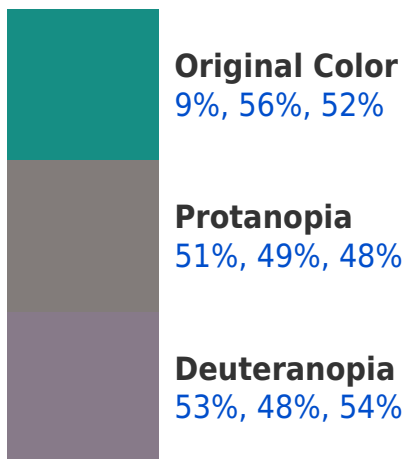 Original Color
9%, 56%, 52%
Protanopia
51%, 49%, 48%
Deuteranopia
53%, 48%, 54%